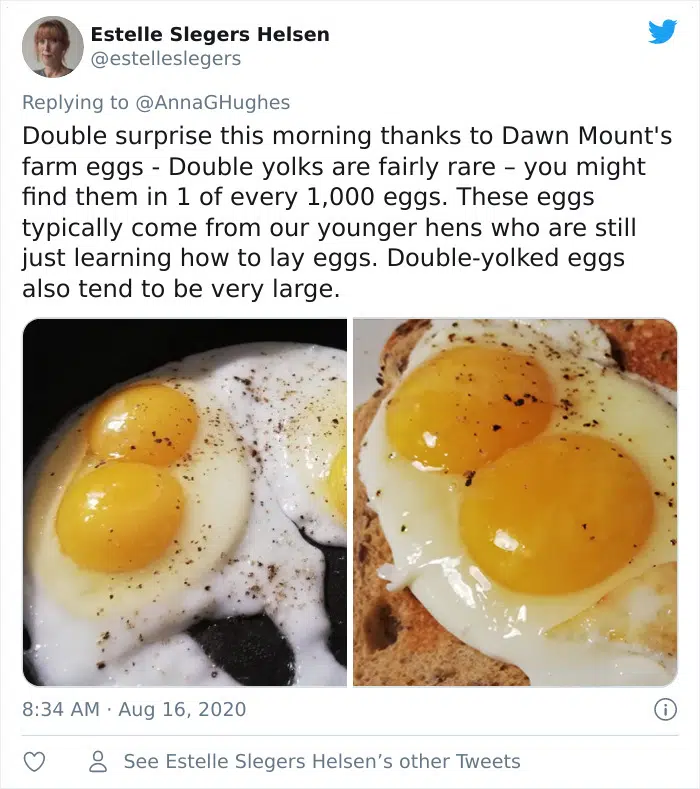 Estelle Slegers Helsen
@estelleslegers
Replying to @AnnaGHughes
Double surprise this morning thanks to Dawn Mount's
farm eggs - Double yolks are fairly rare – you might
find them in 1 of every 1,000 eggs. These eggs
typically come from our younger hens who are still
just learning how to lay eggs. Double-yolked eggs
also tend to be very large.
8:34 AM · Aug 16, 2020
See Estelle Slegers Helsen’s other Tweets